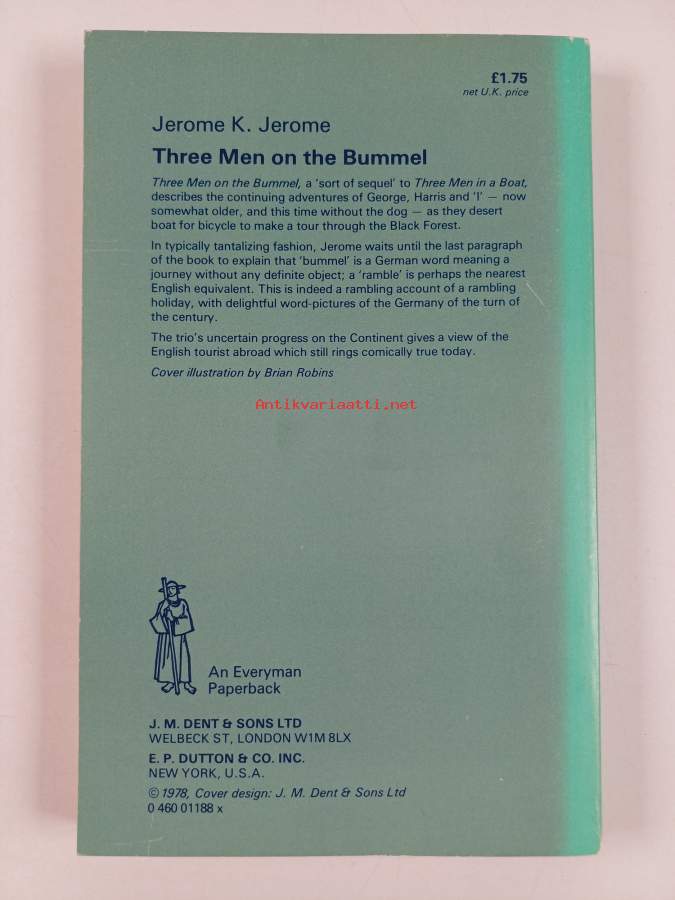 £1.75
net U.K. price
Jerome K. Jerome
Three Men on the Bummel
Three Men on the Bummel, a ‘sort of sequel’ to Three Men in a Boat,
describes the continuing adventures of George, Harris and ‘I’ — now
somewhat older, and this time without the dog — as they desert
boat for bicycle to make a tour through the Black Forest.
In typically tantalizing fashion, Jerome waits until the last paragraph
of the book to explain that ‘bummel’ is a German word meaning a
journey without any definite object; a ‘ramble’ is perhaps the nearest
English equivalent. This is indeed a rambling account of a rambling
holiday, with delightful word-pictures of the Germany of the turn of
the century.
The trio’s uncertain progress on the Continent gives a view of the
English tourist abroad which still rings comically true today.
Cover illustration by Brian Robins
Antikvariaatti.net
An Everyman
Paperback
J. M. DENT & SONS LTD
WELBECK ST, LONDON W1M 8LX
E. P. DUTTON & CO. INC.
NEW YORK, U.S.A.
© 1978, Cover design: J. M. Dent & Sons Ltd
0 460 01188 x